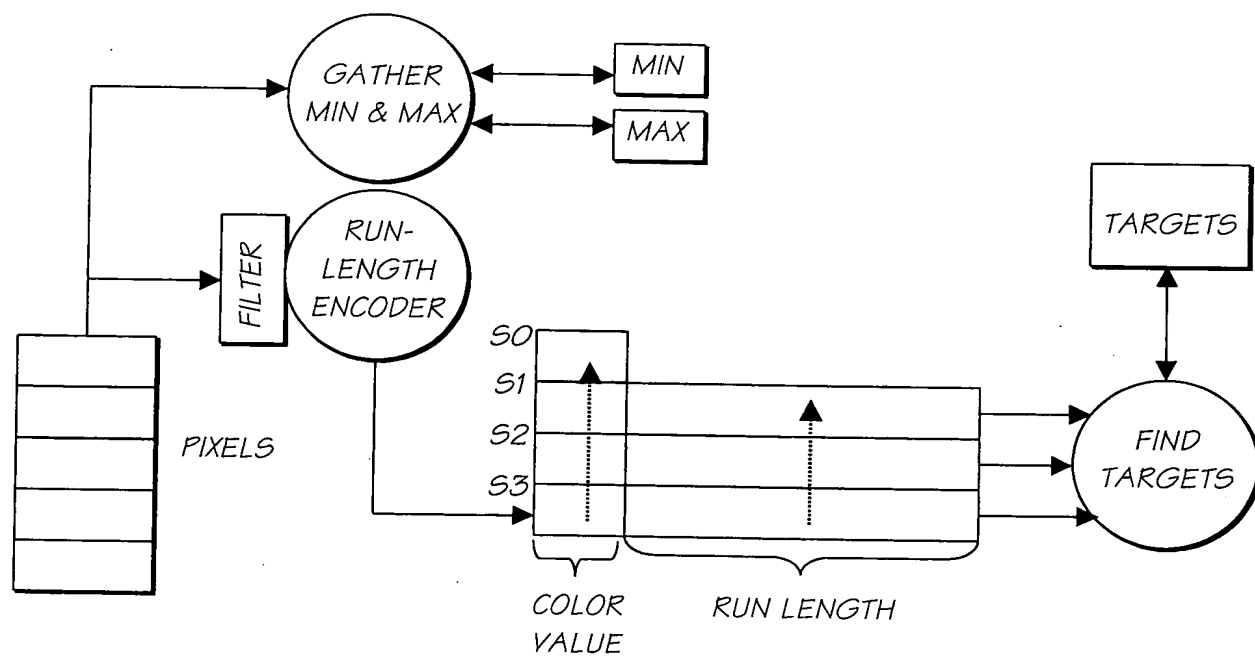 GATHER
MIN & MAX
MIN
MAX
FILTER
RUN-
LENGTH
ENCODER
TARGETS
S0
S1
S2
S3
PIXELS
FIND
TARGETS
COLOR
VALUE
RUN LENGTH